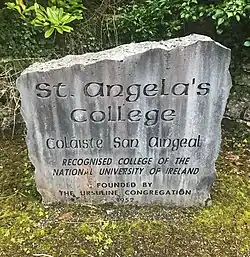 St. Angela's
College
Colaiste San Aingeal
RECOGNISED COLLEGE OF THE
NATIONAL UNIVERSITY OF IRELAND
FOUNDED BY
THE URSULINE CONGREGATION
1952